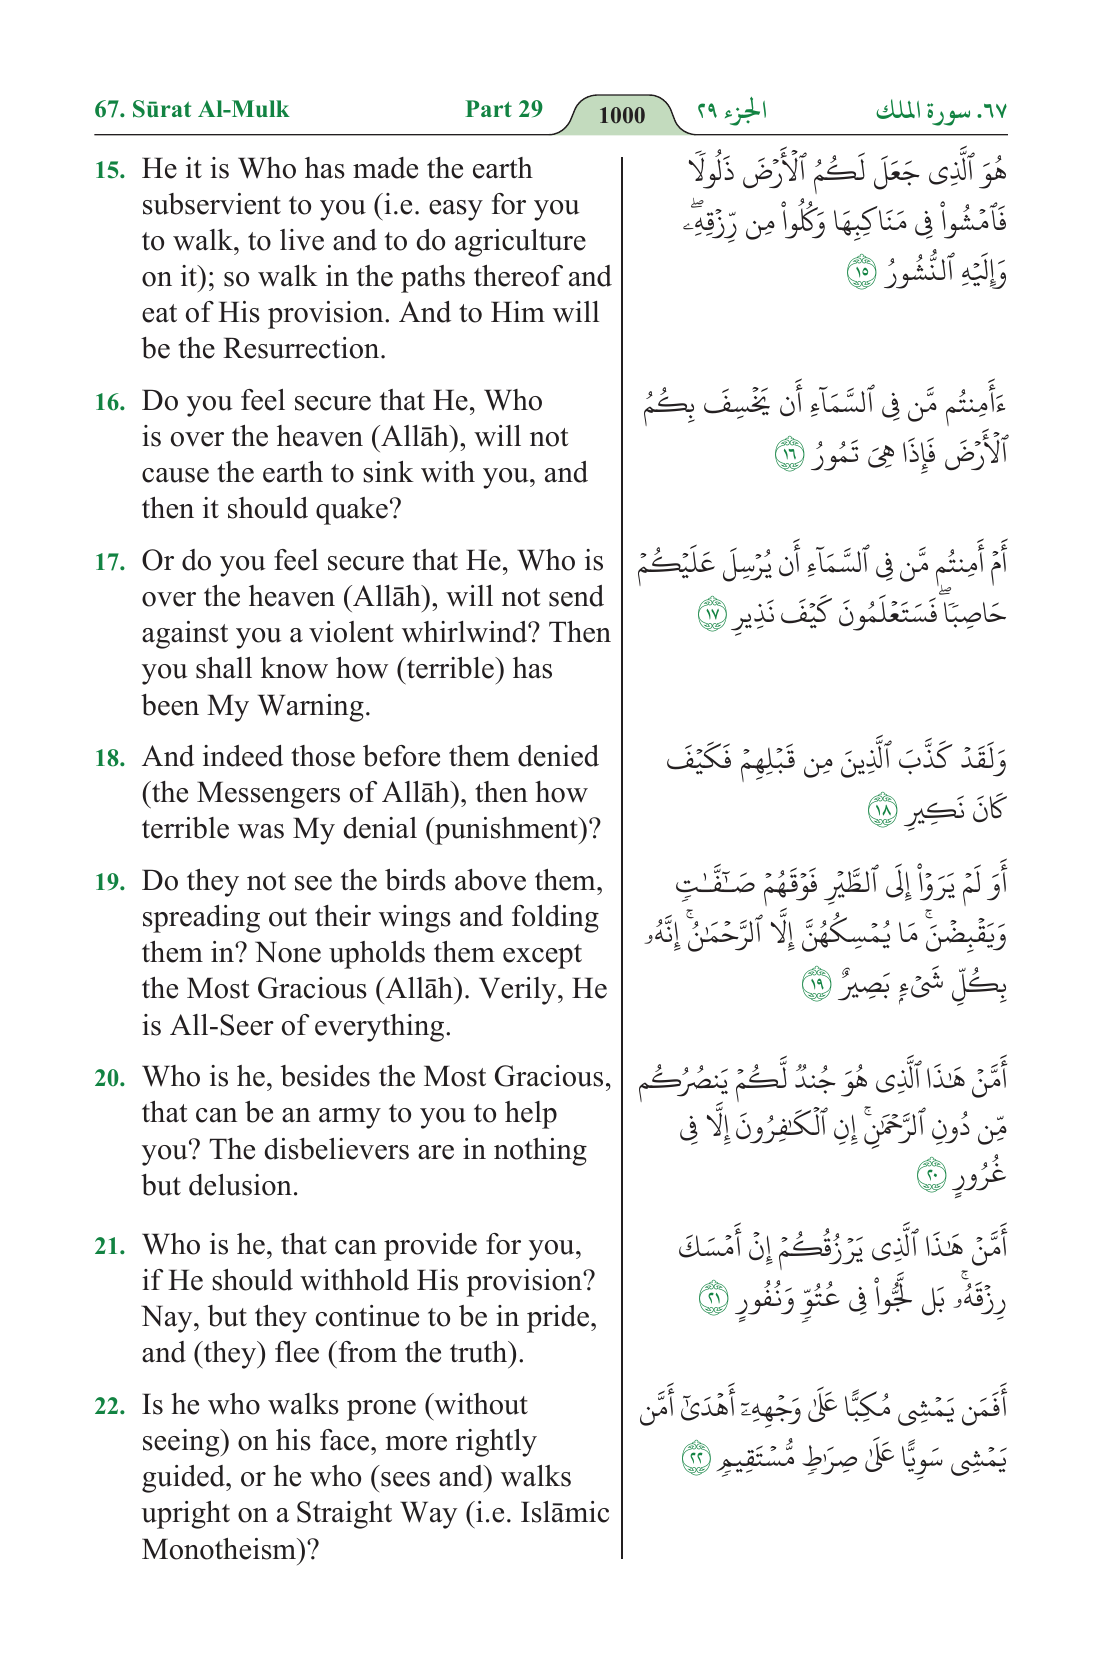 67. Sūrat Al-Mulk Part 29 1000 الجزء ٢٩ ٦٧. سورة الملك
15. He it is Who has made the earth
subservient to you (i.e. easy for you
to walk, to live and to do agriculture
on it); so walk in the paths thereof and
eat of His provision. And to Him will
be the Resurrection.
هُوَ ٱلَّذِى جَعَلَ لَكُمُ ٱلْأَرْضَ ذَلُولًا
فَٱمْشُوا۟ فِى مَنَاكِبِهَا وَكُلُوا۟ مِن رِّزْقِهِۦ ۖ
وَإِلَيْهِ ٱلنُّشُورُ ١٥
16. Do you feel secure that He, Who
is over the heaven (Allāh), will not
cause the earth to sink with you, and
then it should quake?
ءَأَمِنتُم مَّن فِى ٱلسَّمَآءِ أَن يَخْسِفَ بِكُمُ
ٱلْأَرْضَ فَإِذَا هِىَ تَمُورُ ١٦
17. Or do you feel secure that He, Who is
over the heaven (Allāh), will not send
against you a violent whirlwind? Then
you shall know how (terrible) has
been My Warning.
أَمْ أَمِنتُم مَّن فِى ٱلسَّمَآءِ أَن يُرْسِلَ عَلَيْكُمْ
حَاصِبًا ۖ فَسَتَعْلَمُونَ كَيْفَ نَذِيرِ ١٧
18. And indeed those before them denied
(the Messengers of Allāh), then how
terrible was My denial (punishment)?
وَلَقَدْ كَذَّبَ ٱلَّذِينَ مِن قَبْلِهِمْ فَكَيْفَ
كَانَ نَكِيرِ ١٨
19. Do they not see the birds above them,
spreading out their wings and folding
them in? None upholds them except
the Most Gracious (Allāh). Verily, He
is All-Seer of everything.
أَوَ لَمْ يَرَوْا۟ إِلَى ٱلطَّيْرِ فَوْقَهُمْ صَـٰٓفَّـٰتٍ
وَيَقْبِضْنَ ۚ مَا يُمْسِكُهُنَّ إِلَّا ٱلرَّحْمَـٰنُ ۚ إِنَّهُۥ
بِكُلِّ شَىْءٍۭ بَصِيرٌ ١٩
20. Who is he, besides the Most Gracious,
that can be an army to you to help
you? The disbelievers are in nothing
but delusion.
أَمَّنْ هَـٰذَا ٱلَّذِى هُوَ جُندٌ لَّكُمْ يَنصُرُكُم
مِّن دُونِ ٱلرَّحْمَـٰنِ ۚ إِنِ ٱلْكَـٰفِرُونَ إِلَّا فِى
غُرُورٍ ٢٠
21. Who is he, that can provide for you,
if He should withhold His provision?
Nay, but they continue to be in pride,
and (they) flee (from the truth).
أَمَّنْ هَـٰذَا ٱلَّذِى يَرْزُقُكُمْ إِنْ أَمْسَكَ
رِزْقَهُۥ ۚ بَل لَّجُّوا۟ فِى عُتُوٍّ وَنُفُورٍ ٢١
22. Is he who walks prone (without
seeing) on his face, more rightly
guided, or he who (sees and) walks
upright on a Straight Way (i.e. Islāmic
Monotheism)?
أَفَمَن يَمْشِى مُكِبًّا عَلَىٰ وَجْهِهِۦٓ أَهْدَىٰٓ أَمَّن
يَمْشِى سَوِيًّا عَلَىٰ صِرَٰطٍ مُّسْتَقِيمٍ ٢٢